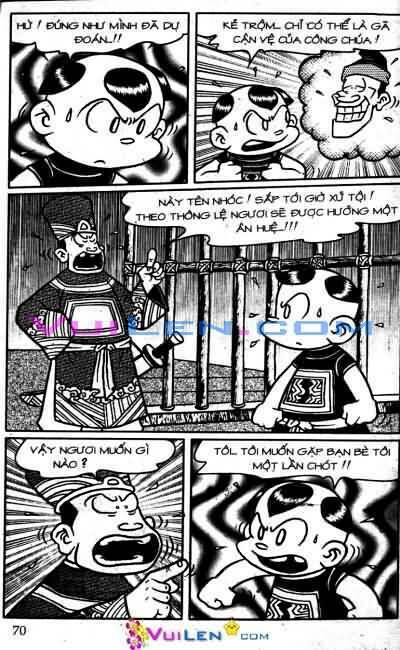 HỪ ! ĐÚNG NHƯ MÌNH ĐÃ DỰ
ĐOÁN...!!
KẺ TRỘM... CHỈ CÓ THỂ LÀ GÃ
CẬN VỆ CỦA CÔNG CHÚA !
NÀY TÊN NHÓC ! SẮP TỚI GIỜ XỬ TỘI !
THEO THÔNG LỆ NGƯƠI SẼ ĐƯỢC HƯỞNG MỘT
ÂN HUỆ...!!!
VUILEN.COM
VẬY NGƯƠI MUỐN GÌ
NÀO ?
TÔI... TÔI MUỐN GẶP BẠN BÈ TÔI
MỘT LẦN CHÓT !!
70
VUILEN.COM